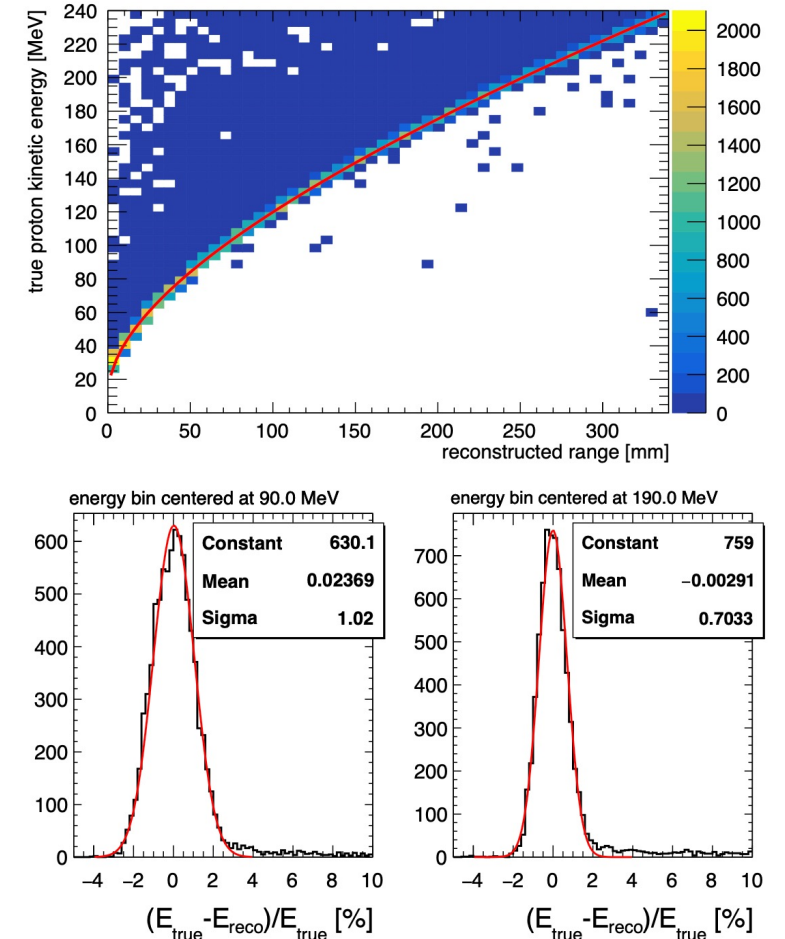 true proton kinetic energy [MeV]
240
220
200
180
160
140
120
100
80
60
40
20
0
0 50 100 150 200 250 300
reconstructed range [mm]
2000
1800
1600
1400
1200
1000
800
600
400
200
0
energy bin centered at 90.0 MeV
Constant 630.1
Mean 0.02369
Sigma 1.02
600
500
400
300
200
100
0
−4 −2 0 2 4 6 8 10
(E_true-E_reco)/E_true [%]
energy bin centered at 190.0 MeV
Constant 759
Mean −0.00291
Sigma 0.7033
700
600
500
400
300
200
100
0
−4 −2 0 2 4 6 8 10
(E_true-E_reco)/E_true [%]